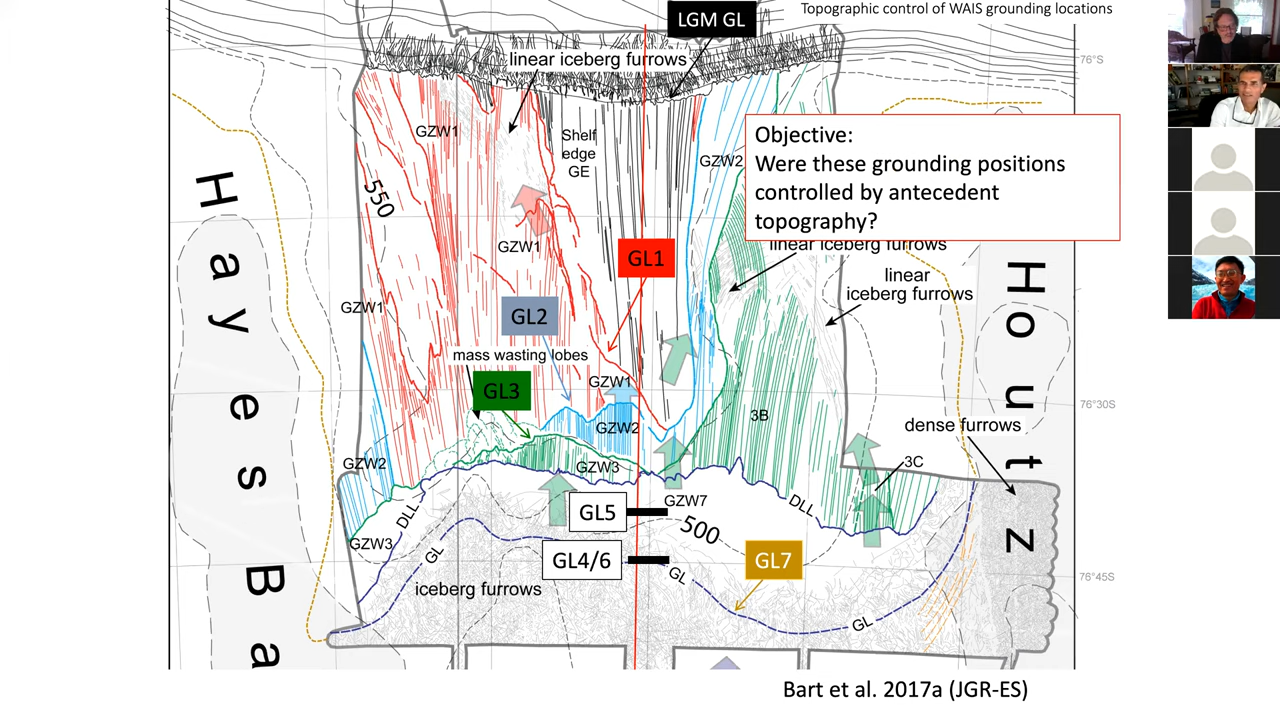 Topographic control of WAIS grounding locations
LGM GL
linear iceberg furrows
76°S
GZW1
Shelf
edge
GE
GZW2
Objective:
Were these grounding positions
controlled by antecedent
topography?
550
GZW1
linear iceberg furrows
GL1
linear
iceberg furrows
GZW1
GL2
mass wasting lobes
GZW1
GL3
GZW2
3B
76°30S
dense furrows
GZW2
GZW3
3C
GZW7
DLL
GL5
500
DLL
GZW3
GL
GL4/6
GL
GL7
76°45S
iceberg furrows
GL
Hayes Ba
Houtz
Bart et al. 2017a (JGR-ES)